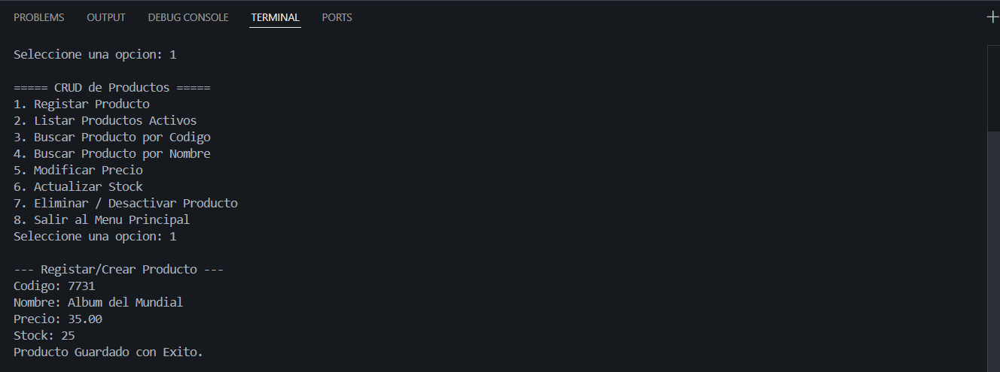 PROBLEMS OUTPUT DEBUG CONSOLE TERMINAL PORTS
Seleccione una opcion: 1
===== CRUD de Productos =====
1. Registar Producto
2. Listar Productos Activos
3. Buscar Producto por Codigo
4. Buscar Producto por Nombre
5. Modificar Precio
6. Actualizar Stock
7. Eliminar / Desactivar Producto
8. Salir al Menu Principal
Seleccione una opcion: 1
--- Registar/Crear Producto ---
Codigo: 7731
Nombre: Album del Mundial
Precio: 35.00
Stock: 25
Producto Guardado con Exito.